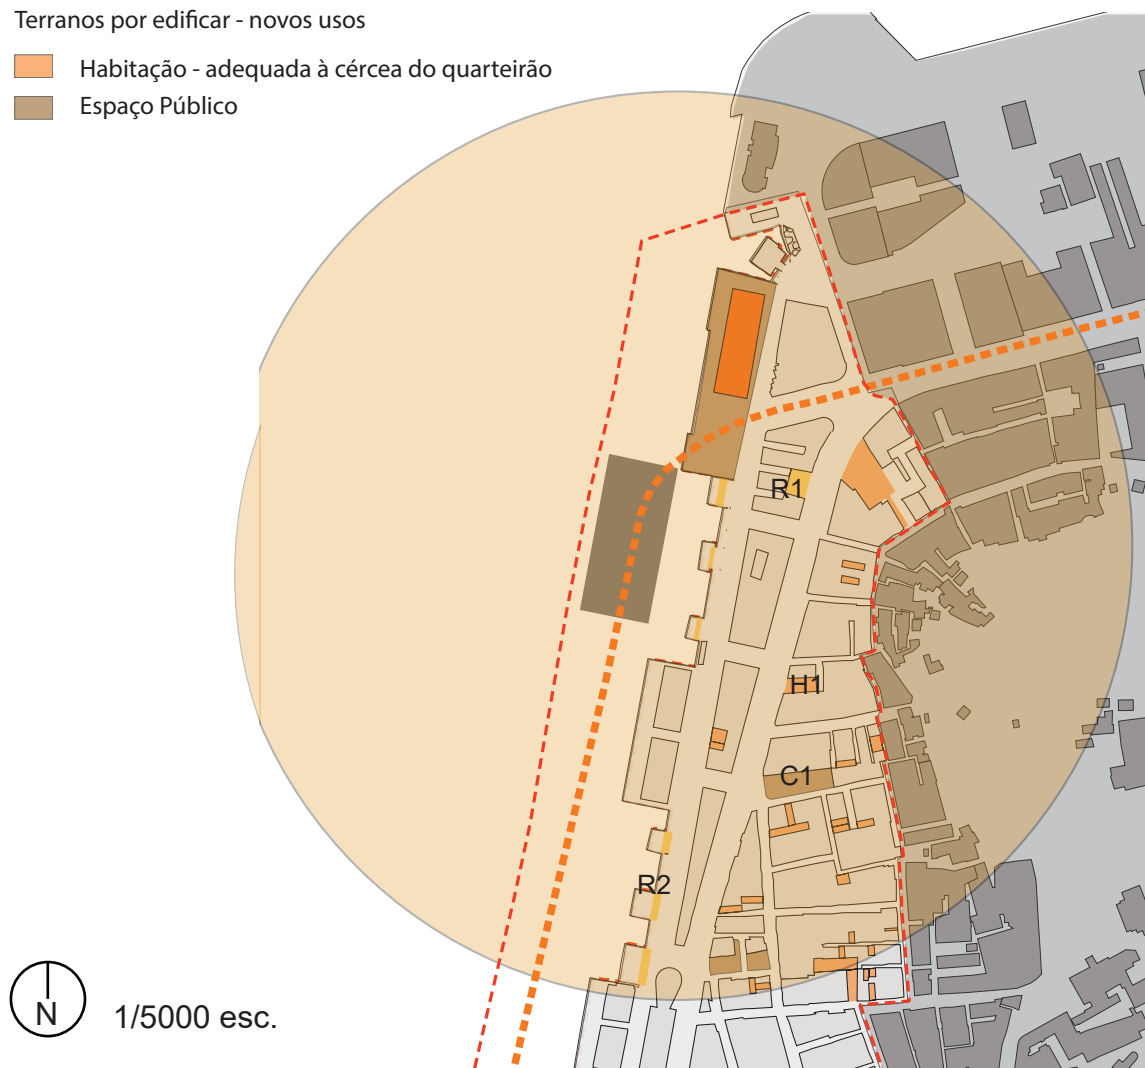 Terranos por edificar - novos usos
Habitação - adequada à cércea do quarteirão
Espaço Público
R1
H1
C1
R2
N
1/5000 esc.